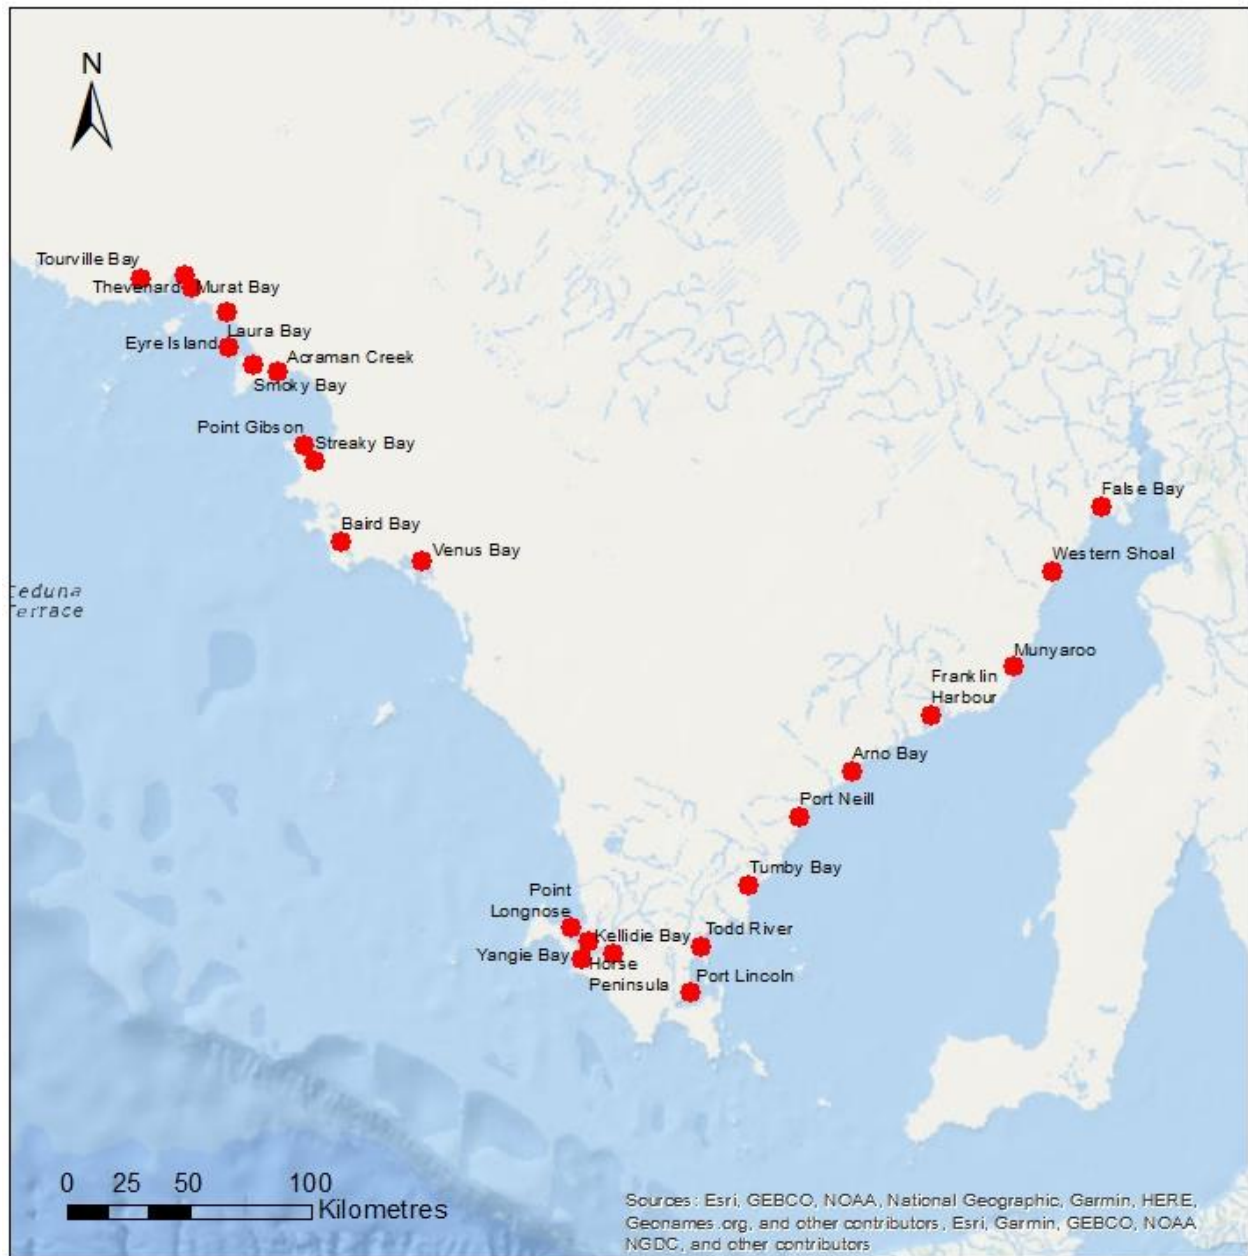 N
Tourville Bay
Thevenard
Murat Bay
Laura Bay
Eyre Island
Acraman Creek
Smoky Bay
Point Gibson
Streaky Bay
False Bay
Baird Bay
Venus Bay
Western Shoal
Ceduna
Terrace
Munyaroo
Franklin
Harbour
Arno Bay
Port Neill
Tumby Bay
Point
Longnose
Kellidie Bay
Todd River
Yangie Bay
Horse
Peninsula
Port Lincoln
0 25 50 100
Kilometres
Sources: Esri, GEBCO, NOAA, National Geographic, Garmin, HERE,
Geonames.org, and other contributors, Esri, Garmin, GEBCO, NOAA
NGDC, and other contributors